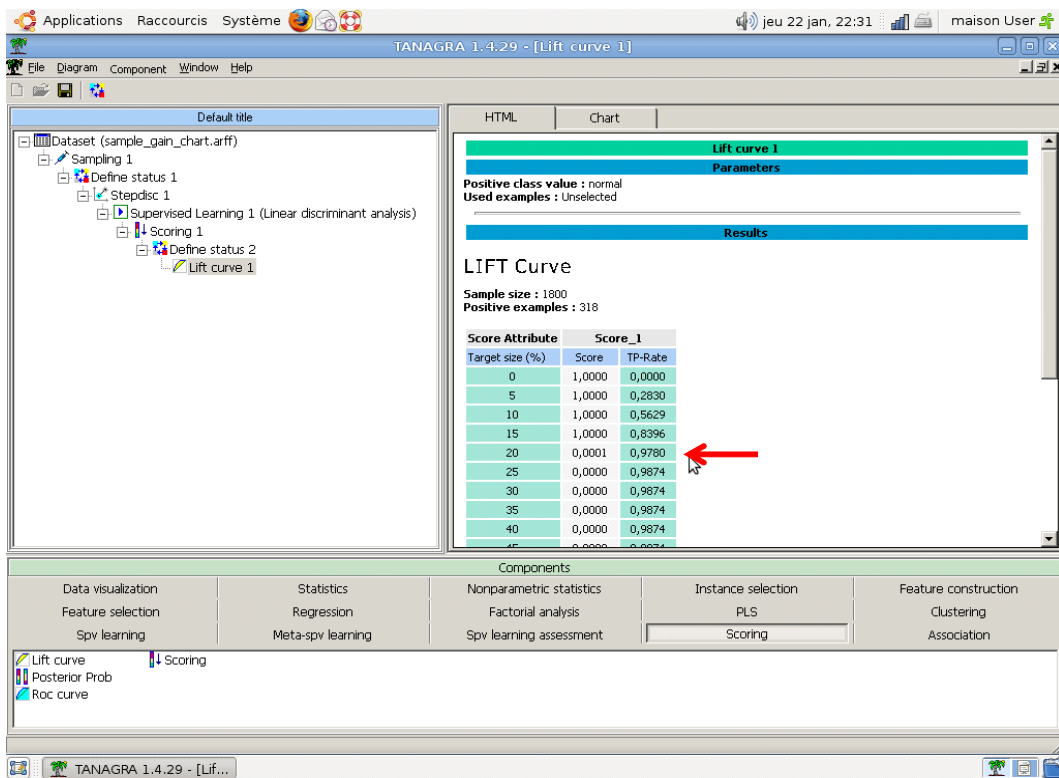 Applications Raccourcis Système jeu 22 jan, 22:31 maison User
TANAGRA 1.4.29 - [Lift curve 1]
File Diagram Component Window Help
Default title
Dataset (sample_gain_chart.arff)
Sampling 1
Define status 1
Stepdisc 1
Supervised Learning 1 (Linear discriminant analysis)
Scoring 1
Define status 2
Lift curve 1
HTML Chart
Lift curve 1
Parameters
Positive class value : normal
Used examples : Unselected
Results
LIFT Curve
Sample size : 1800
Positive examples : 318
Score Attribute Score_1
Target size (%) Score TP-Rate
0 1,0000 0,0000
5 1,0000 0,2830
10 1,0000 0,5629
15 1,0000 0,8396
20 0,0001 0,9780
25 0,0000 0,9874
30 0,0000 0,9874
35 0,0000 0,9874
40 0,0000 0,9874
Components
Data visualization Statistics Nonparametric statistics Instance selection Feature construction
Feature selection Regression Factorial analysis PLS Clustering
Spv learning Meta-spv learning Spv learning assessment Scoring Association
Lift curve Scoring
Posterior Prob
Roc curve
TANAGRA 1.4.29 - [Lif...